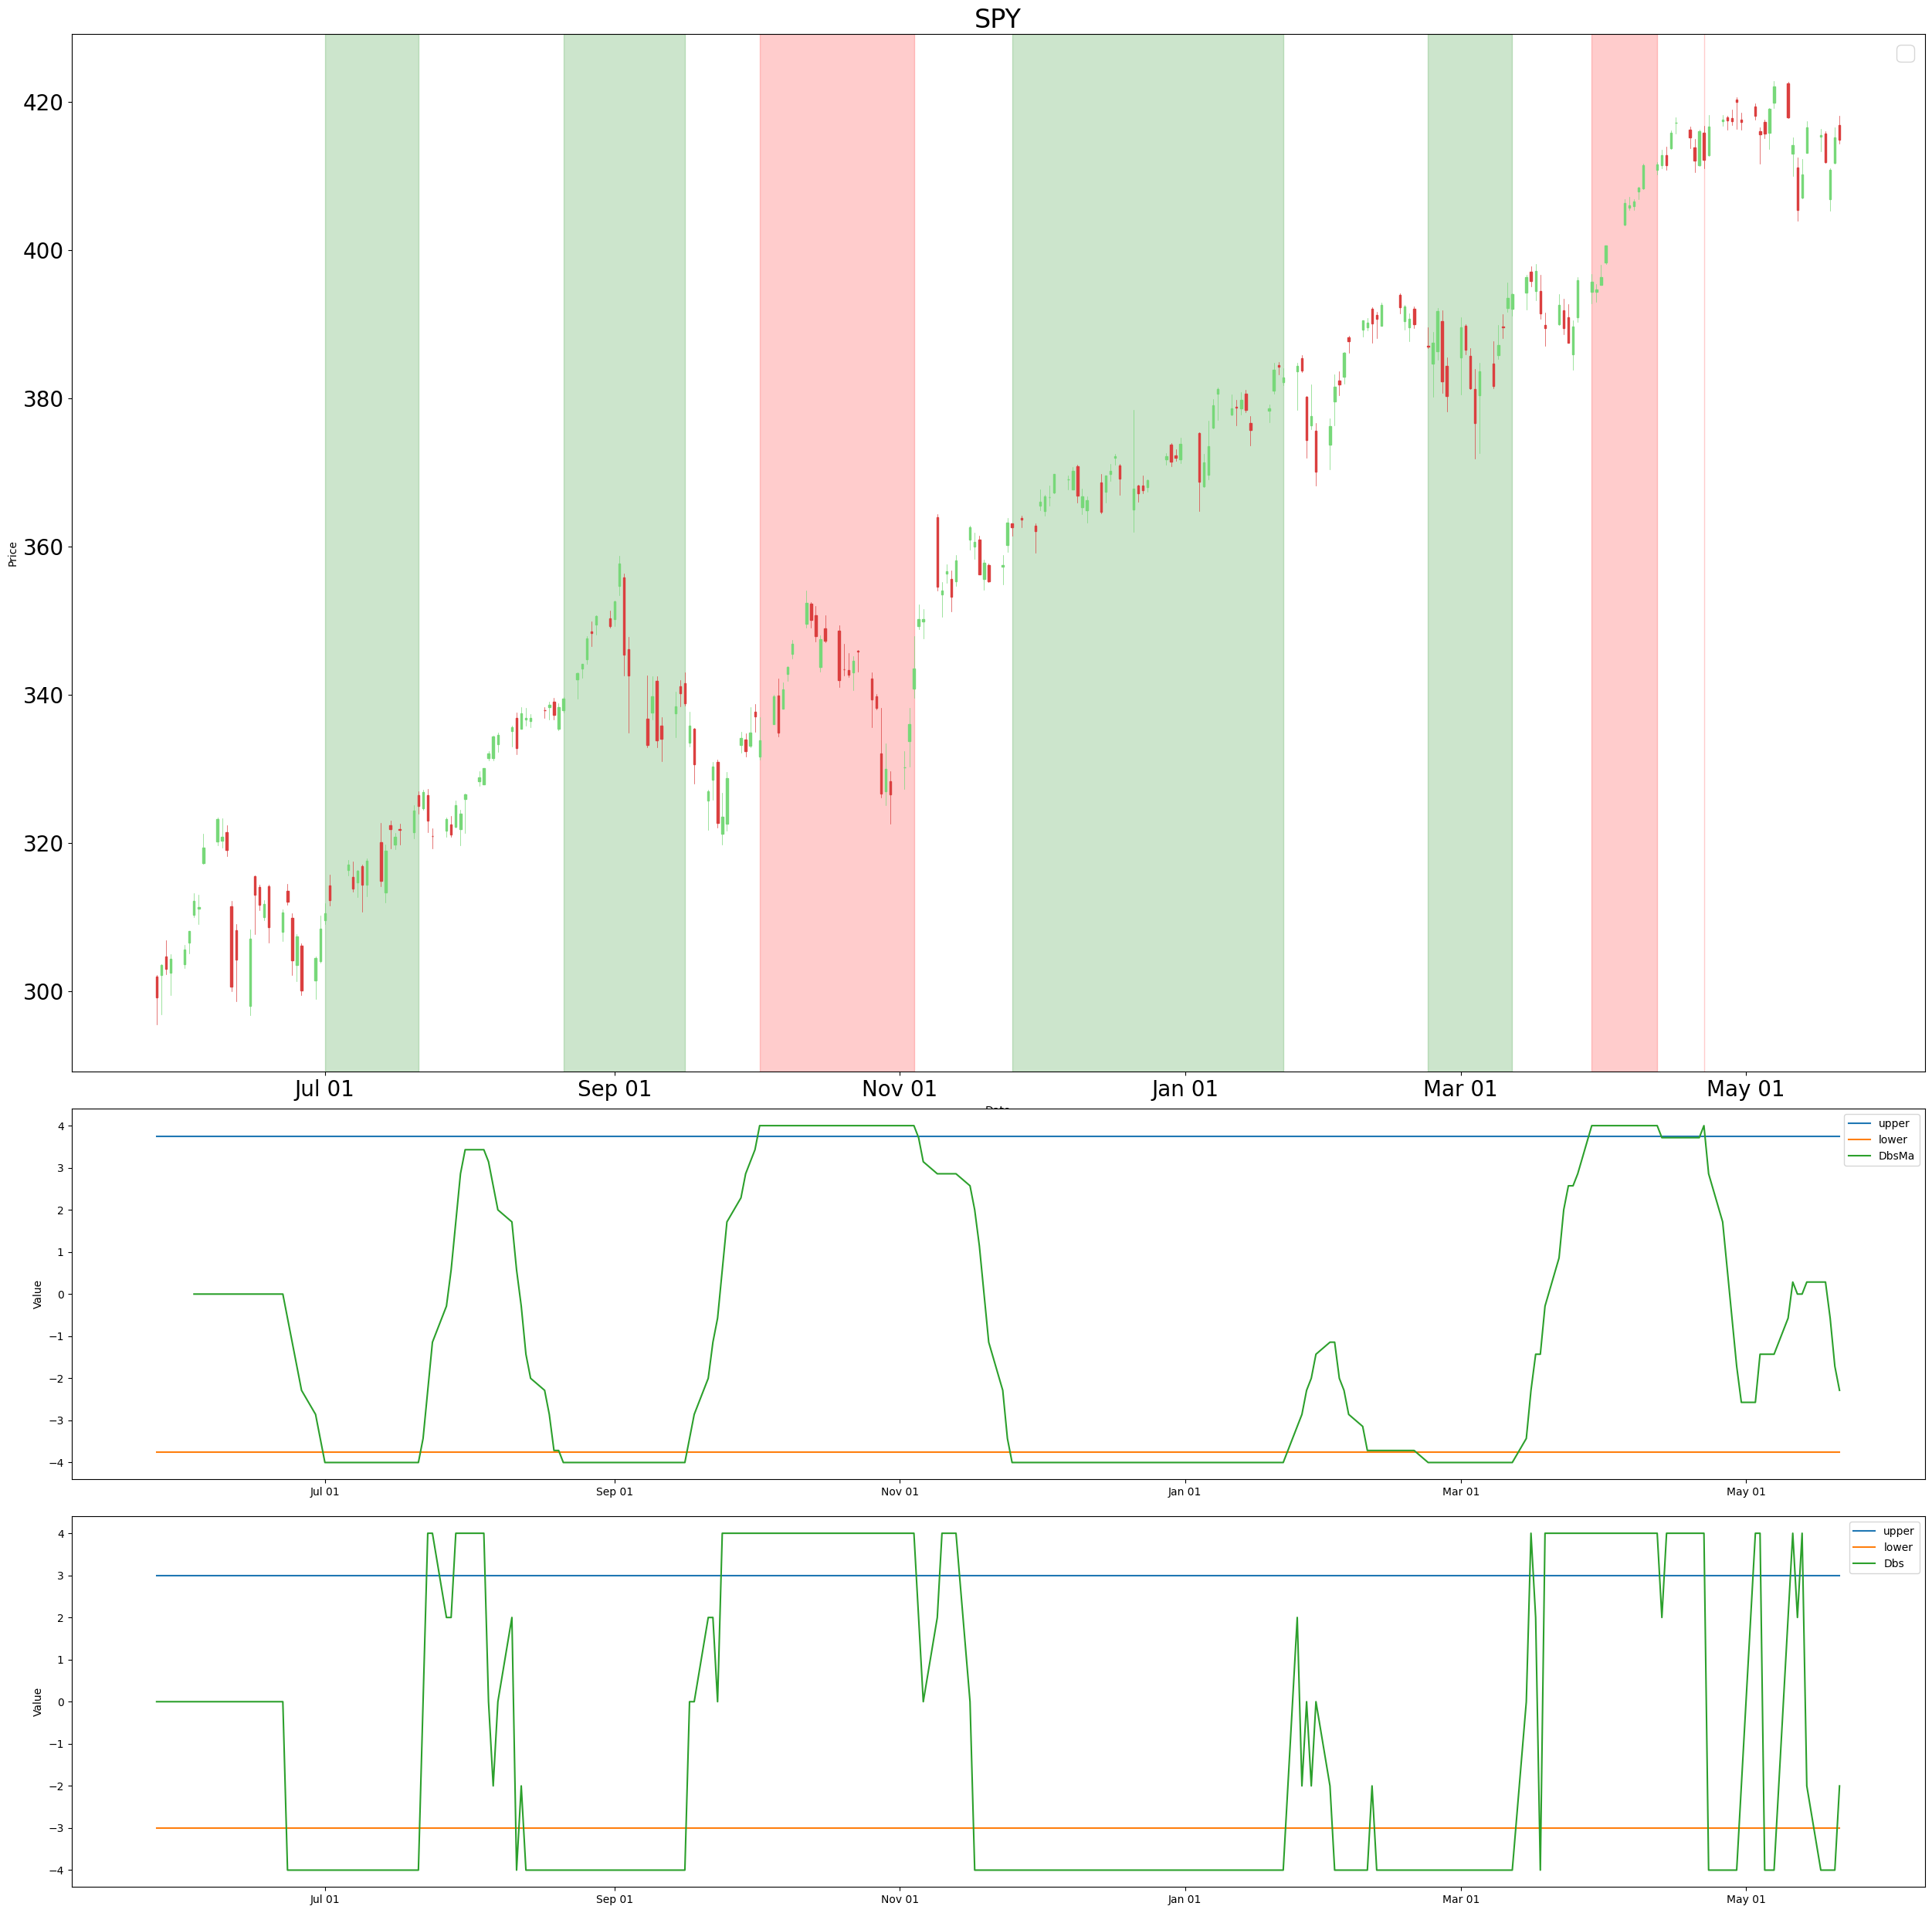 SPY
420
400
380
360
340
320
300
Price
Jul 01
Sep 01
Nov 01
Jan 01
Mar 01
May 01
4
3
2
1
0
−1
−2
−3
−4
Value
upper
lower
DbsMa
Jul 01
Sep 01
Nov 01
Jan 01
Mar 01
May 01
4
3
2
1
0
−1
−2
−3
−4
Value
upper
lower
Dbs
Jul 01
Sep 01
Nov 01
Jan 01
Mar 01
May 01